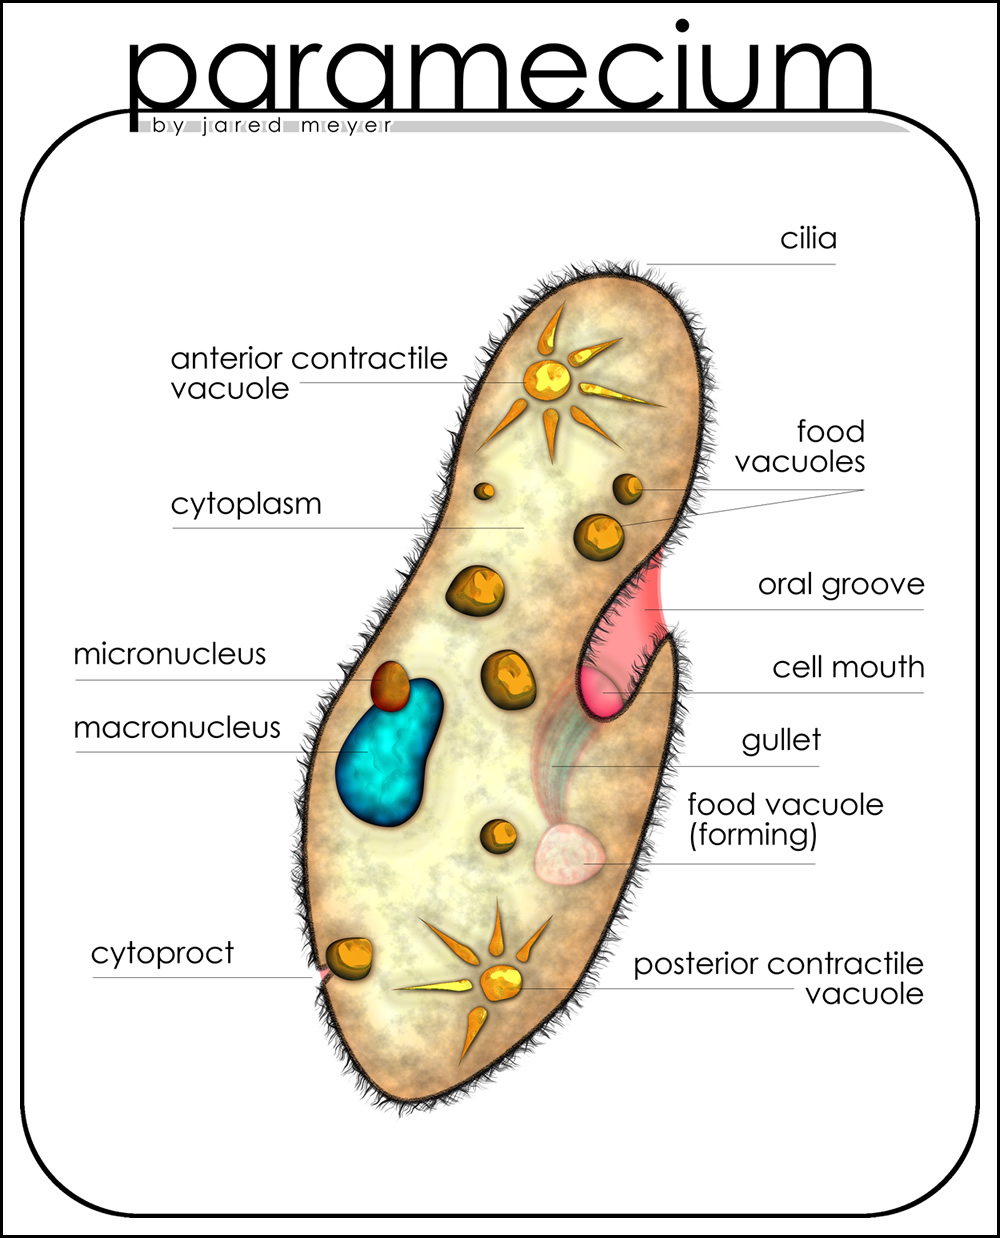 paramecium
by jared meyer
cilia
anterior contractile
vacuole
food
vacuoles
cytoplasm
oral groove
micronucleus
cell mouth
macronucleus
gullet
food vacuole
(forming)
cytoproct
posterior contractile
vacuole